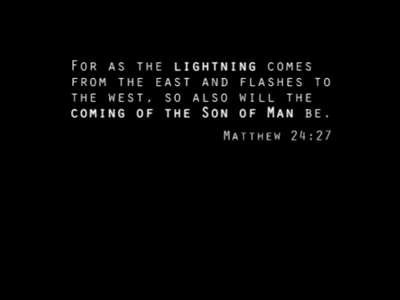 For as the lightning comes
from the east and flashes to
the west, so also will the
coming of the Son of Man be.
Matthew 24:27